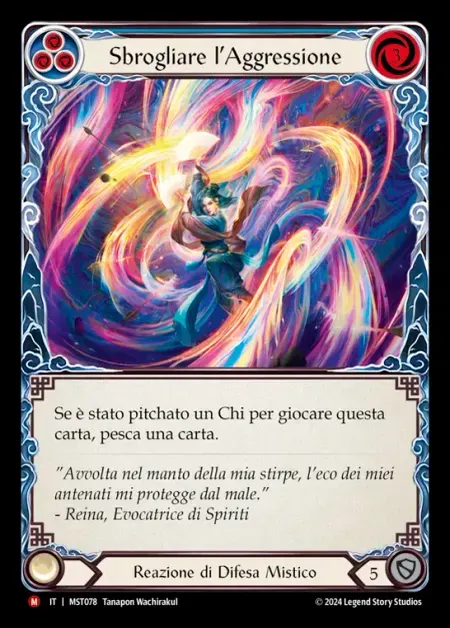 Sbrogliare l'Aggressione
3
Se è stato pitchato un Chi per giocare questa
carta, pesca una carta.
"Avvolta nel manto della mia stirpe, l'eco dei miei
antenati mi protegge dal male."
- Reina, Evocatrice di Spiriti
Reazione di Difesa Mistico
5
M IT | MST078 Tanapon Wachirakul
© 2024 Legend Story Studios